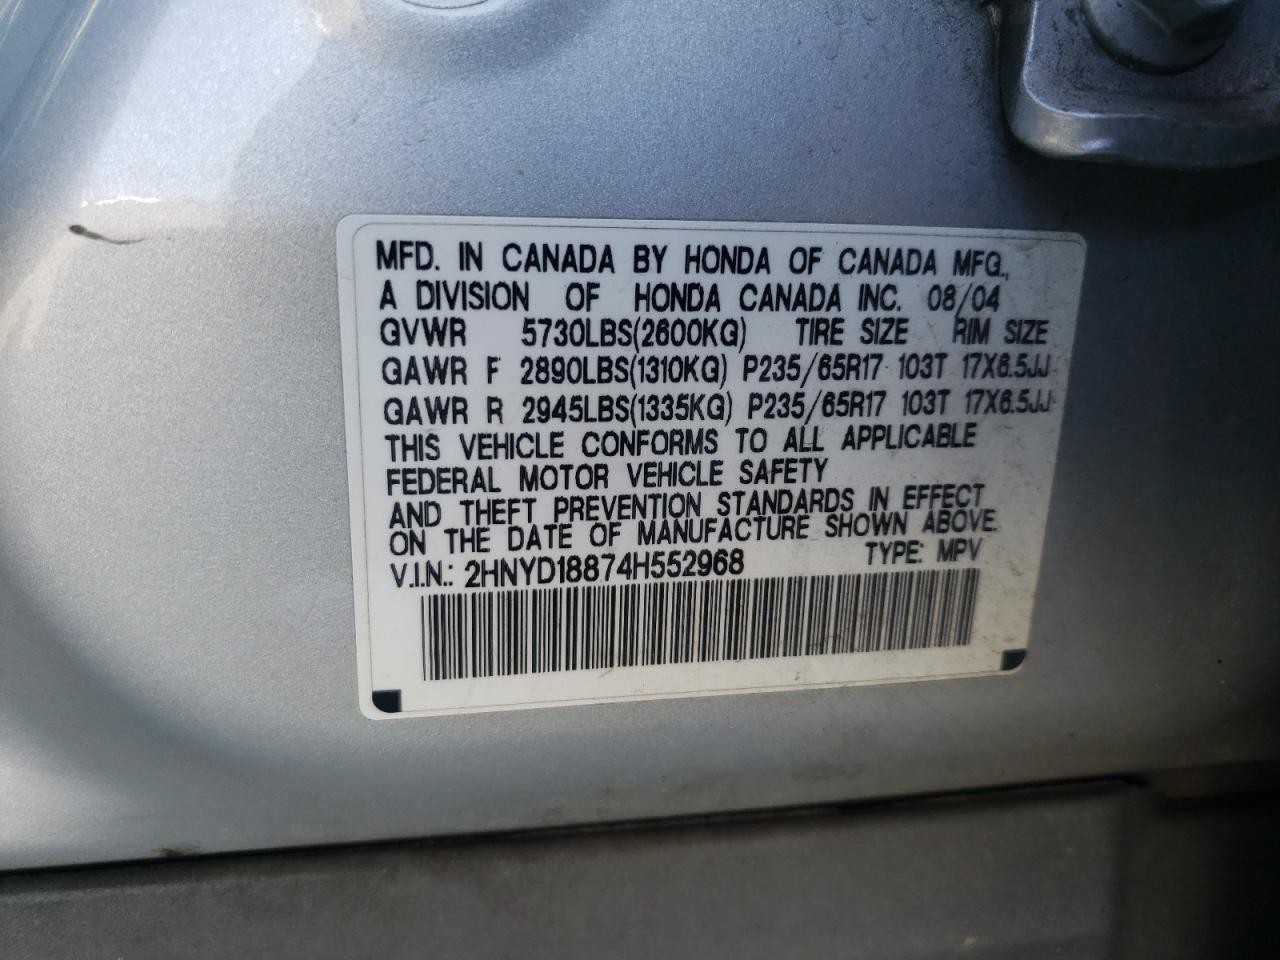 MFD. IN CANADA BY HONDA OF CANADA MFG.,
A DIVISION OF HONDA CANADA INC. 08/04
GVWR 5730LBS(2600KG) TIRE SIZE RIM SIZE
GAWR F 2890LBS(1310KG) P235/65R17 103T 17X6.5JJ
GAWR R 2945LBS(1335KG) P235/65R17 103T 17X6.5JJ
THIS VEHICLE CONFORMS TO ALL APPLICABLE
FEDERAL MOTOR VEHICLE SAFETY
AND THEFT PREVENTION STANDARDS IN EFFECT
ON THE DATE OF MANUFACTURE SHOWN ABOVE.
V.I.N.: 2HNYD18874H552968 TYPE: MPV